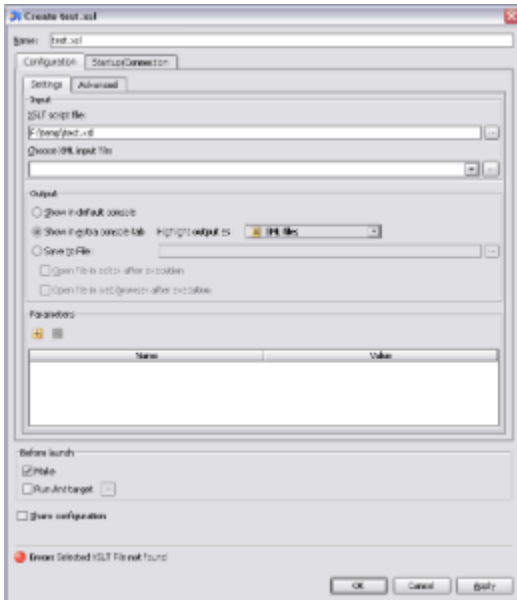 Create test.xsl
Name: test.xsl
Configuration Startup/Connection
Settings Advanced
Input
XSLT script file:
F:\temp\test.xsl
Choose XML input file:
Output
Show in default console
Show in extra console tab Highlight output as: XML files
Save to File:
Open file in editor after execution
Open file in web browser after execution
Parameters
Name Value
Before launch
Make
Run Ant target
Share configuration
Error: Selected XSLT File not found
OK Cancel Apply